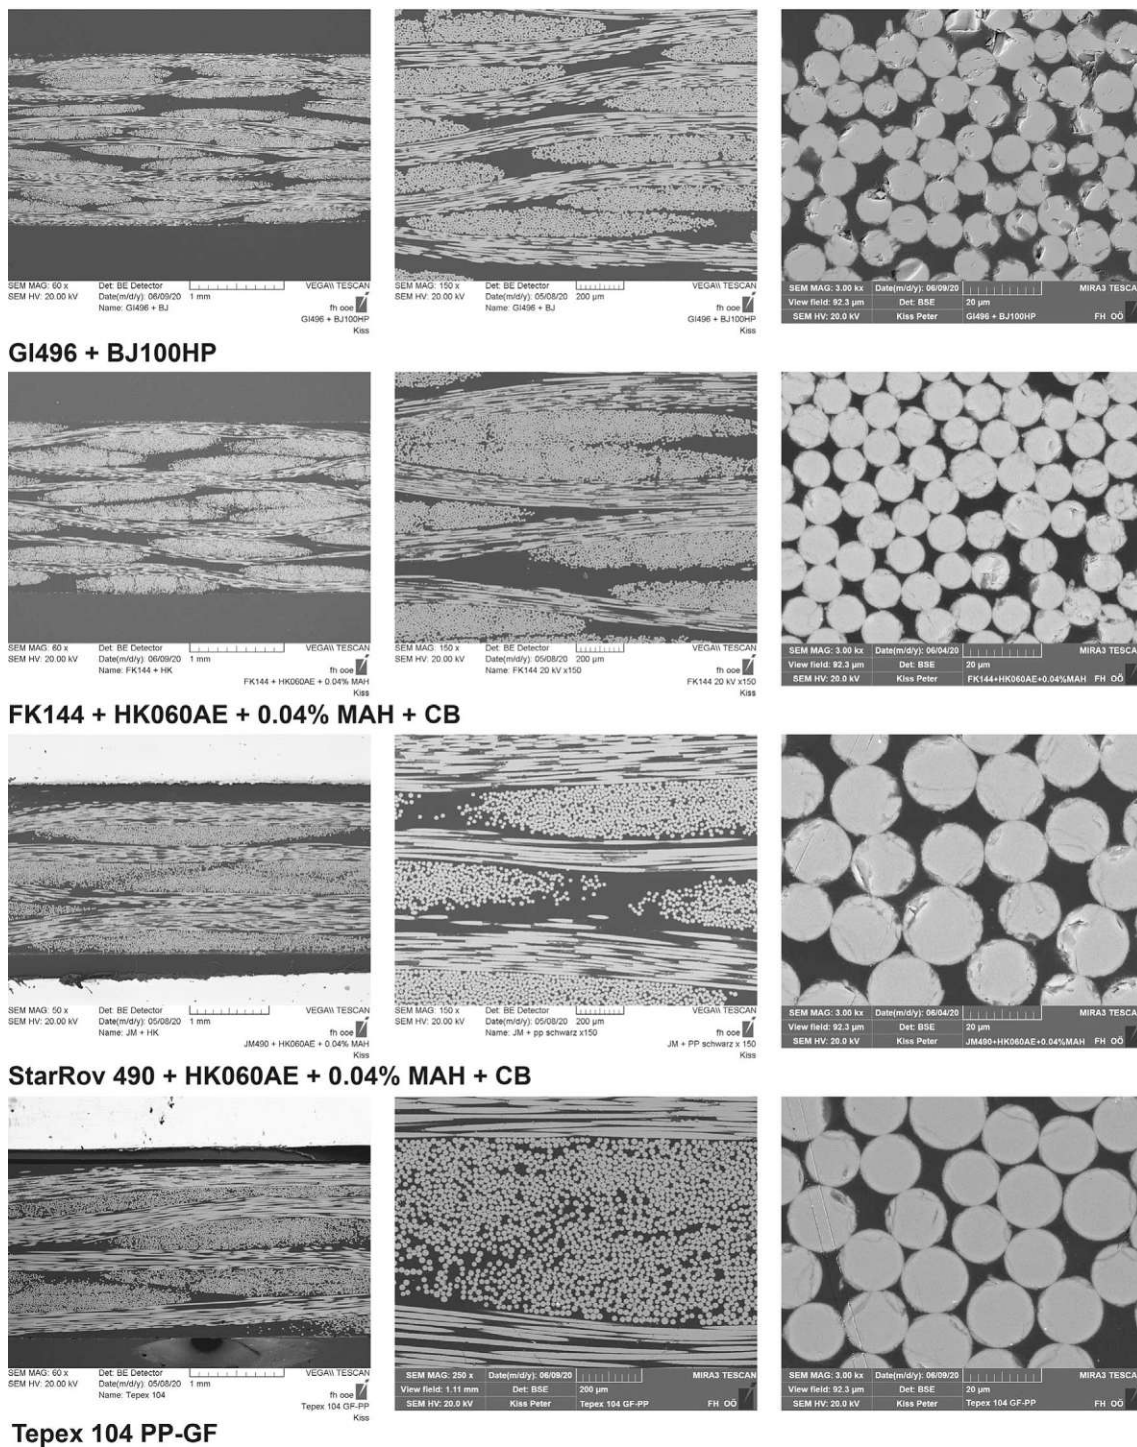 SEM MAG: 60 x Det: BE Detector VEGA\\ TESCAN
SEM HV: 20.00 kV Date(m/d/y): 06/09/20 1 mm
Name: GI496 + BJ fh ooe
GI496 + BJ100HP
Kiss
SEM MAG: 150 x Det: BE Detector VEGA\\ TESCAN
SEM HV: 20.00 kV Date(m/d/y): 05/08/20 200 µm
Name: GI496 + BJ fh ooe
GI496 + BJ100HP
Kiss
SEM MAG: 3.00 kx Date(m/d/y): 06/09/20 MIRA3 TESCA
View field: 92.3 µm Det: BSE 20 µm
SEM HV: 20.0 kV Kiss Peter GI496 + BJ100HP FH OÖ
GI496 + BJ100HP
SEM MAG: 60 x Det: BE Detector VEGA\\ TESCAN
SEM HV: 20.00 kV Date(m/d/y): 06/09/20 1 mm
Name: FK144 + HK fh ooe
FK144 + HK060AE + 0.04% MAH
Kiss
SEM MAG: 150 x Det: BE Detector VEGA\\ TESCAN
SEM HV: 20.00 kV Date(m/d/y): 05/08/20 200 µm
Name: FK144 20 kV x150 fh ooe
FK144 20 kV x150
Kiss
SEM MAG: 3.00 kx Date(m/d/y): 06/04/20 MIRA3 TESCA
View field: 92.3 µm Det: BSE 20 µm
SEM HV: 20.0 kV Kiss Peter FK144+HK060AE+0.04%MAH FH OÖ
FK144 + HK060AE + 0.04% MAH + CB
SEM MAG: 50 x Det: BE Detector VEGA\\ TESCAN
SEM HV: 20.00 kV Date(m/d/y): 05/08/20 1 mm
Name: JM + HK fh ooe
JM490 + HK060AE + 0.04% MAH
Kiss
SEM MAG: 150 x Det: BE Detector VEGA\\ TESCAN
SEM HV: 20.00 kV Date(m/d/y): 05/08/20 200 µm
Name: JM + pp schwarz x150 fh ooe
JM + PP schwarz x 150
Kiss
SEM MAG: 3.00 kx Date(m/d/y): 06/04/20 MIRA3 TESCA
View field: 92.3 µm Det: BSE 20 µm
SEM HV: 20.0 kV Kiss Peter JM490+HK060AE+0.04%MAH FH OÖ
StarRov 490 + HK060AE + 0.04% MAH + CB
SEM MAG: 60 x Det: BE Detector VEGA\\ TESCAN
SEM HV: 20.00 kV Date(m/d/y): 05/08/20 1 mm
Name: Tepex 104 fh ooe
Tepex 104 GF-PP
Kiss
SEM MAG: 250 x Date(m/d/y): 06/09/20 MIRA3 TESCAN
View field: 1.11 mm Det: BSE 200 µm
SEM HV: 20.0 kV Kiss Peter Tepex 104 GF-PP FH OÖ
SEM MAG: 3.00 kx Date(m/d/y): 06/09/20 MIRA3 TESCA
View field: 92.3 µm Det: BSE 20 µm
SEM HV: 20.0 kV Kiss Peter Tepex 104 GF-PP FH OÖ
Tepex 104 PP-GF